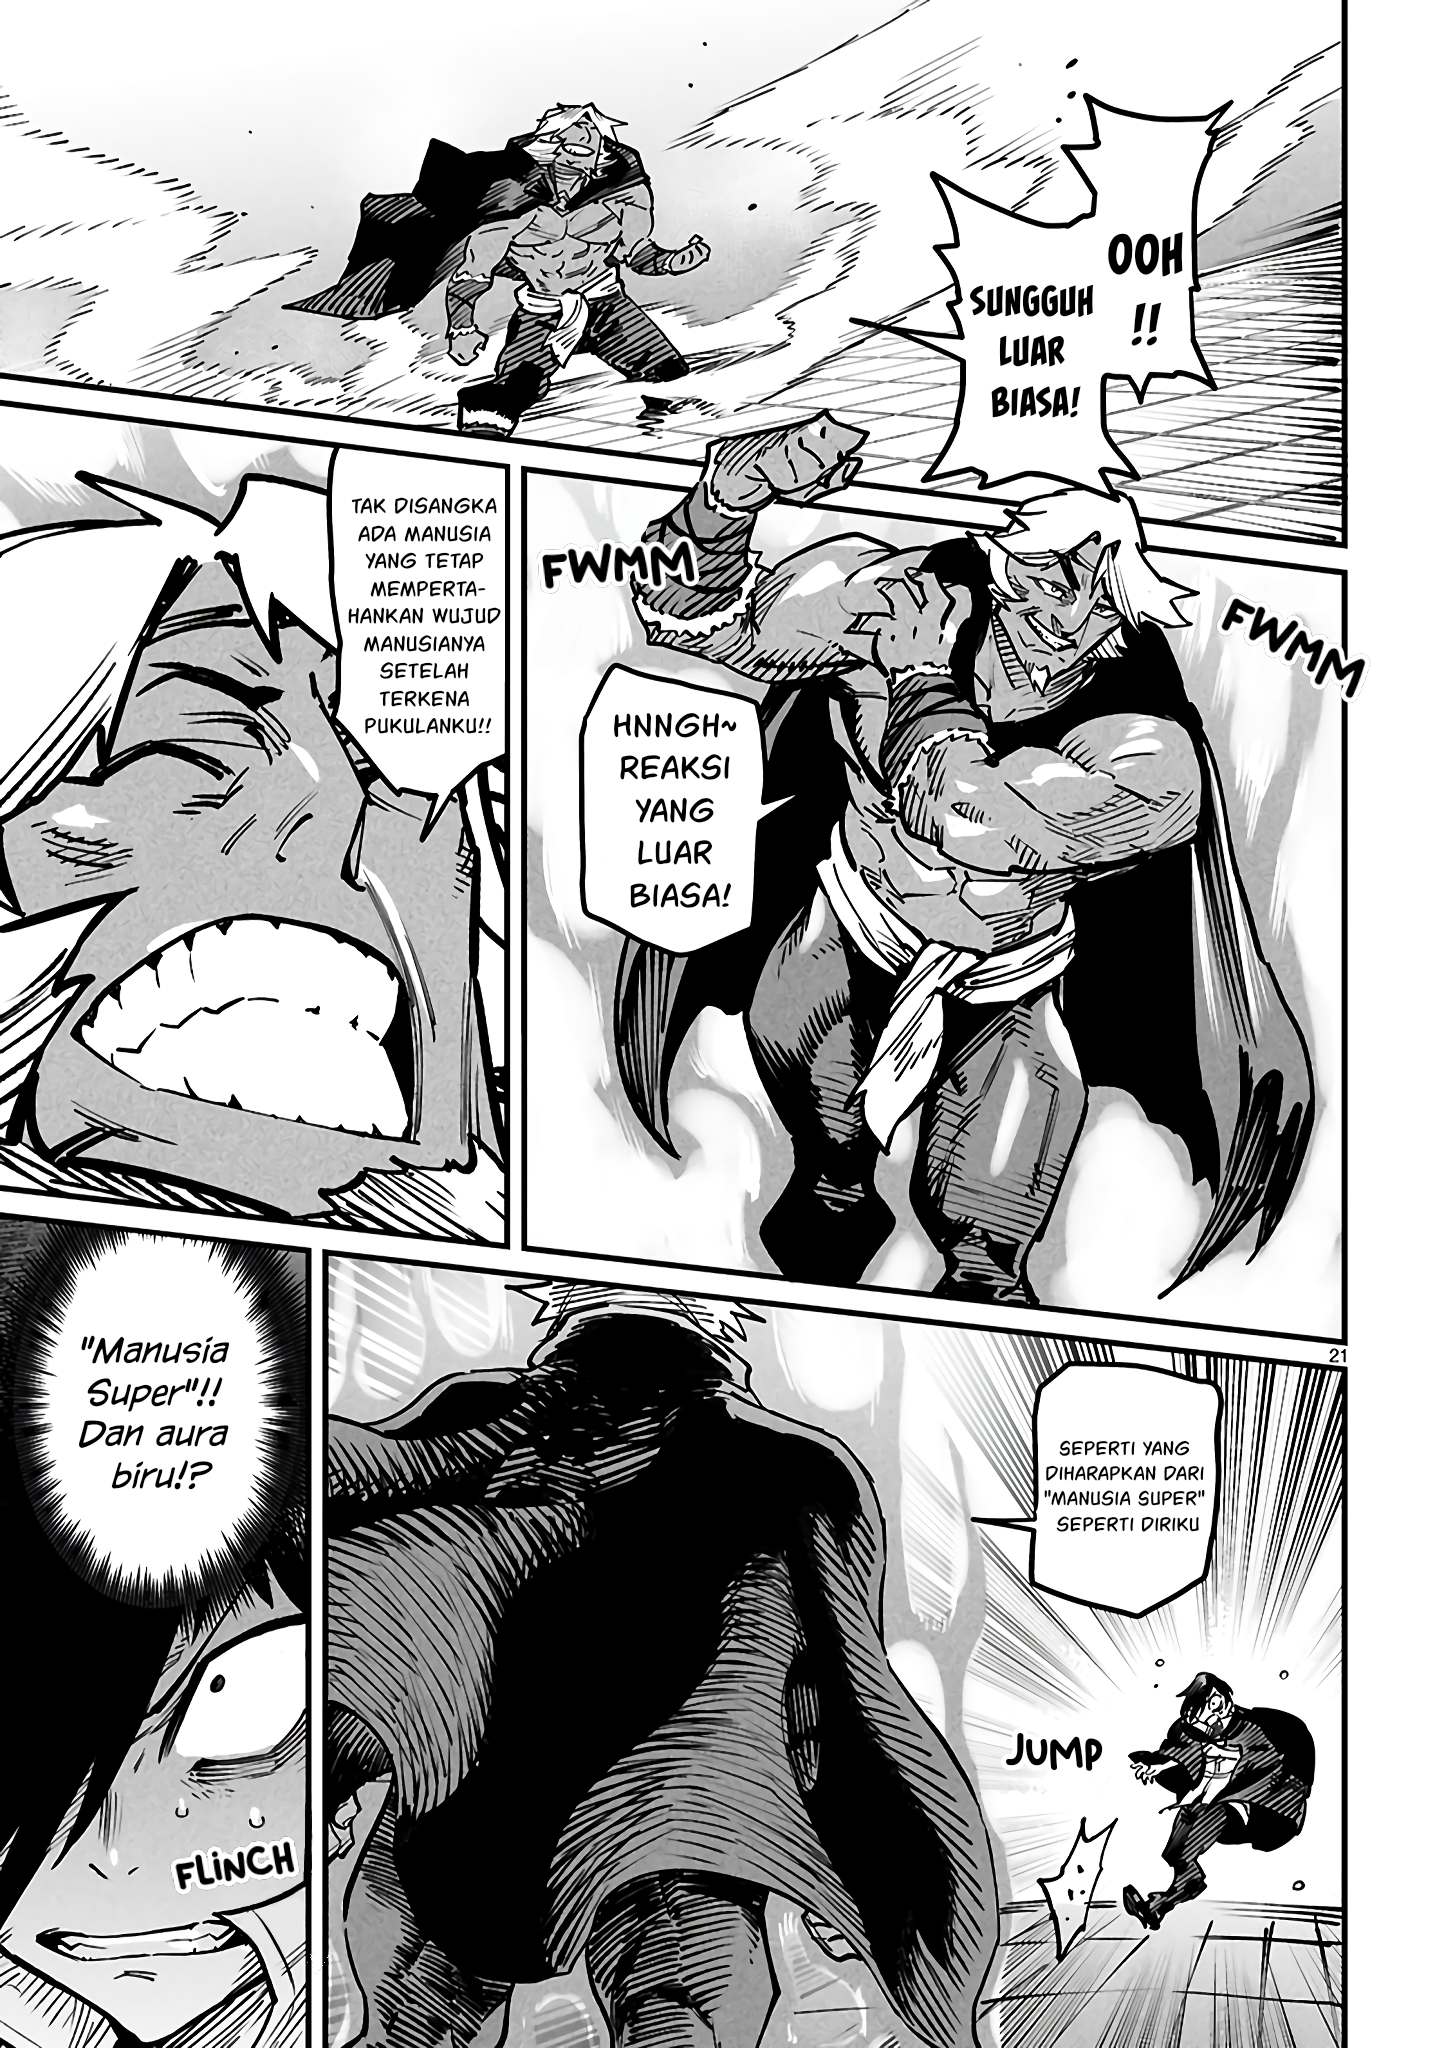 OOH
!!
SUNGGUH
LUAR
BIASA!
FWMM
FWMM
HNNGH~
REAKSI
YANG
LUAR
BIASA!
TAK DISANGKA
ADA MANUSIA
YANG TETAP
MEMPERTA-
HANKAN WUJUD
MANUSIANYA
SETELAH
TERKENA
PUKULANKU!!
21
SEPERTI YANG
DIHARAPKAN DARI
"MANUSIA SUPER"
SEPERTI DIRIKU
JUMP
"Manusia
Super"!!
Dan aura
biru!?
FLINCH